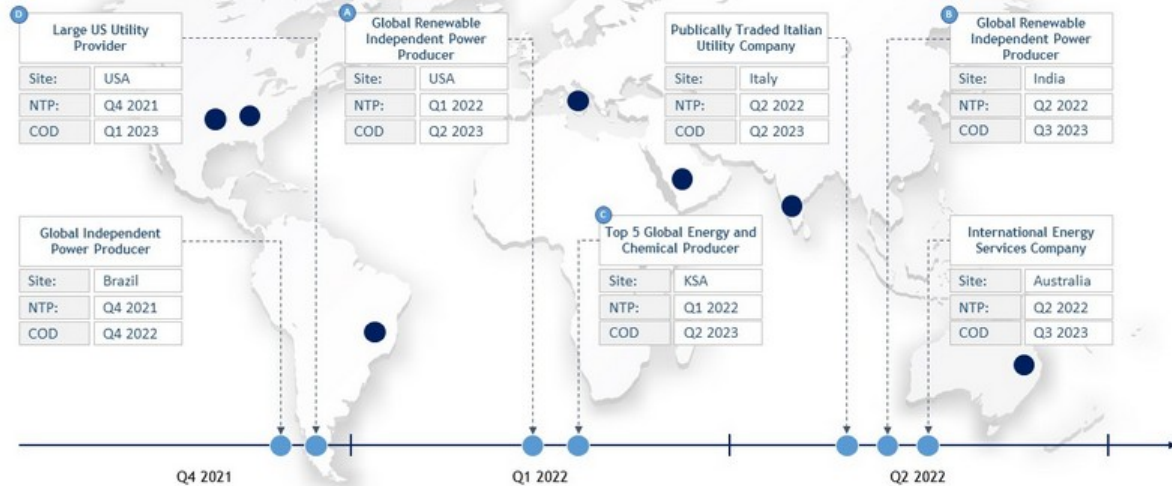 D
Large US Utility
Provider
Site: USA
NTP: Q4 2021
COD Q1 2023
A
Global Renewable
Independent Power
Producer
Site: USA
NTP: Q1 2022
COD Q2 2023
Publically Traded Italian
Utility Company
Site: Italy
NTP: Q2 2022
COD Q2 2023
B
Global Renewable
Independent Power
Producer
Site: India
NTP: Q2 2022
COD Q3 2023
Global Independent
Power Producer
Site: Brazil
NTP: Q4 2021
COD Q4 2022
C
Top 5 Global Energy and
Chemical Producer
Site: KSA
NTP: Q1 2022
COD Q2 2023
International Energy
Services Company
Site: Australia
NTP: Q2 2022
COD Q3 2023
Q4 2021
Q1 2022
Q2 2022